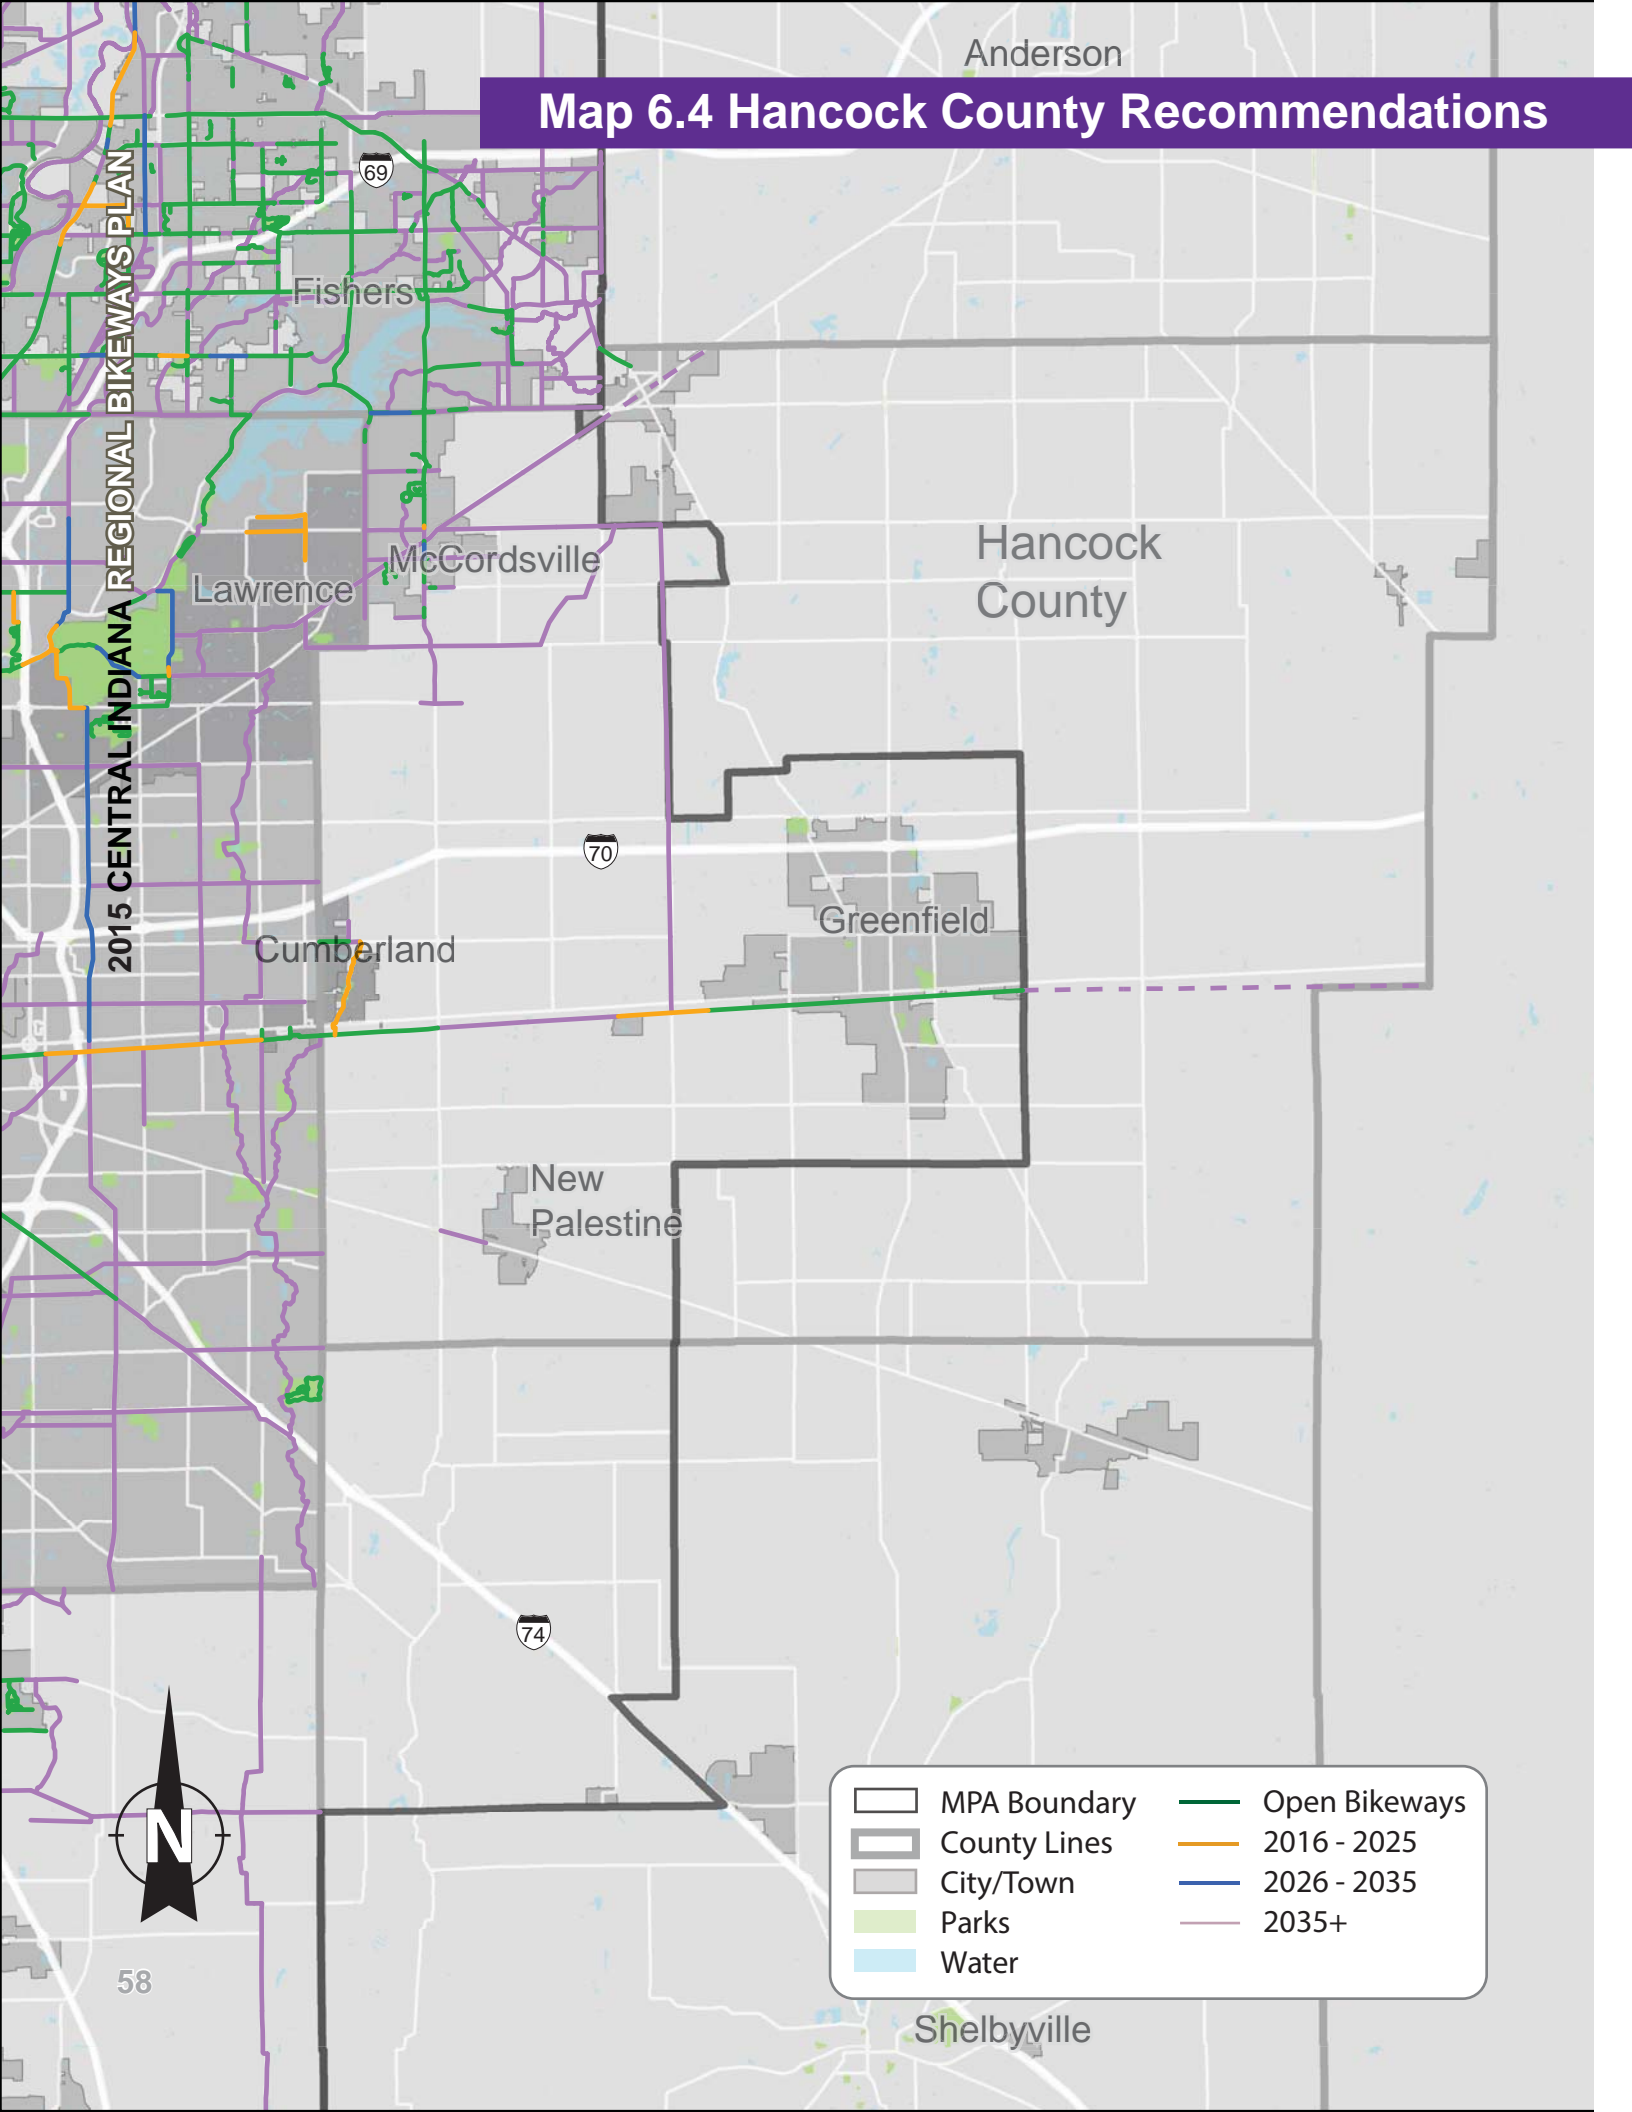 Anderson
Map 6.4 Hancock County Recommendations
2015 CENTRAL INDIANA REGIONAL BIKEWAYS PLAN
69
Fishers
Hancock
County
McCordsville
Lawrence
70
Greenfield
Cumberland
New
Palestine
74
N
MPA Boundary
County Lines
City/Town
Parks
Water
Open Bikeways
2016 - 2025
2026 - 2035
2035+
58
Shelbyville